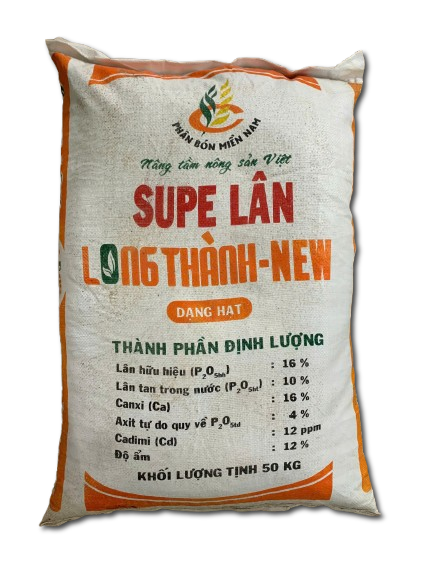 PHÂN BÓN MIỀN NAM
Nâng tầm nông sản Việt
SUPE LÂN
LONG THÀNH-NEW
DẠNG HẠT
THÀNH PHẦN ĐỊNH LƯỢNG
Lân hữu hiệu (P₂O₅hh) : 16 %
Lân tan trong nước (P₂O₅ht) : 10 %
Canxi (Ca) : 16 %
Axit tự do quy về P₂O₅td : 4 %
Cadimi (Cd) : 12 ppm
Độ ẩm : 12 %
KHỐI LƯỢNG TỊNH 50 KG